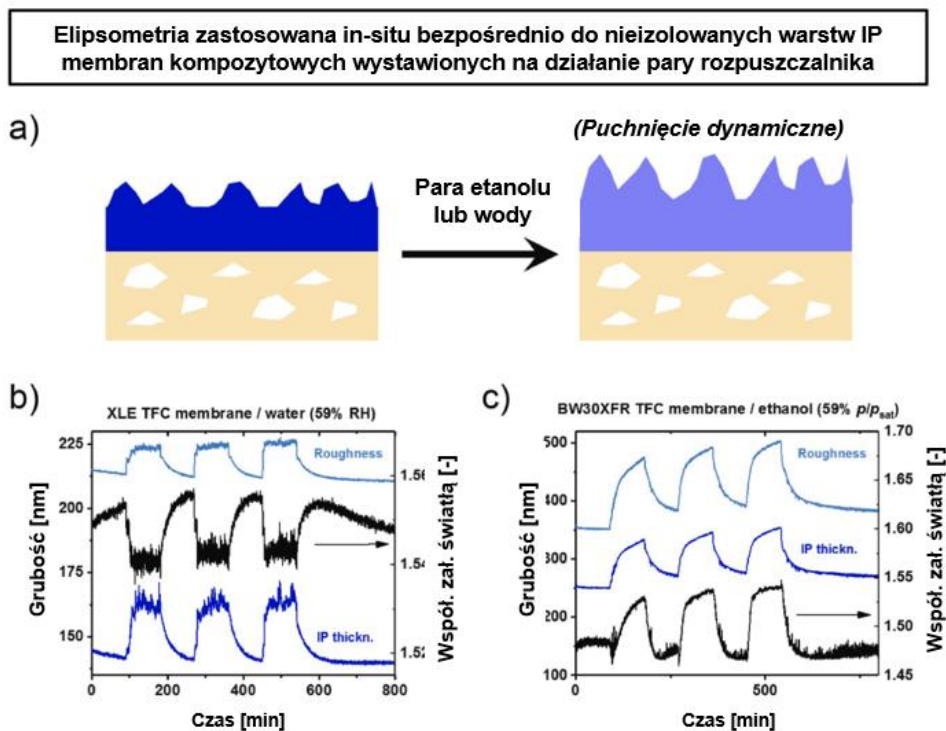 Elipsometria zastosowana in-situ bezpośrednio do nieizolowanych warstw IP
membran kompozytowych wystawionych na działanie pary rozpuszczalnika
a)
(Puchnięcie dynamiczne)
Para etanolu
lub wody
b)
XLE TFC membrane / water (59% RH)
225
200
175
150
Grubość [nm]
Roughness
IP thickn.
1.56
1.54
1.52
Współ. zał. światłą [-]
0
200
400
600
800
Czas [min]
c)
BW30XFR TFC membrane / ethanol (59% p/psat)
500
400
300
200
100
Grubość [nm]
Roughness
IP thickn.
1.70
1.65
1.60
1.55
1.50
1.45
Współ. zał. światłą [-]
0
500
Czas [min]